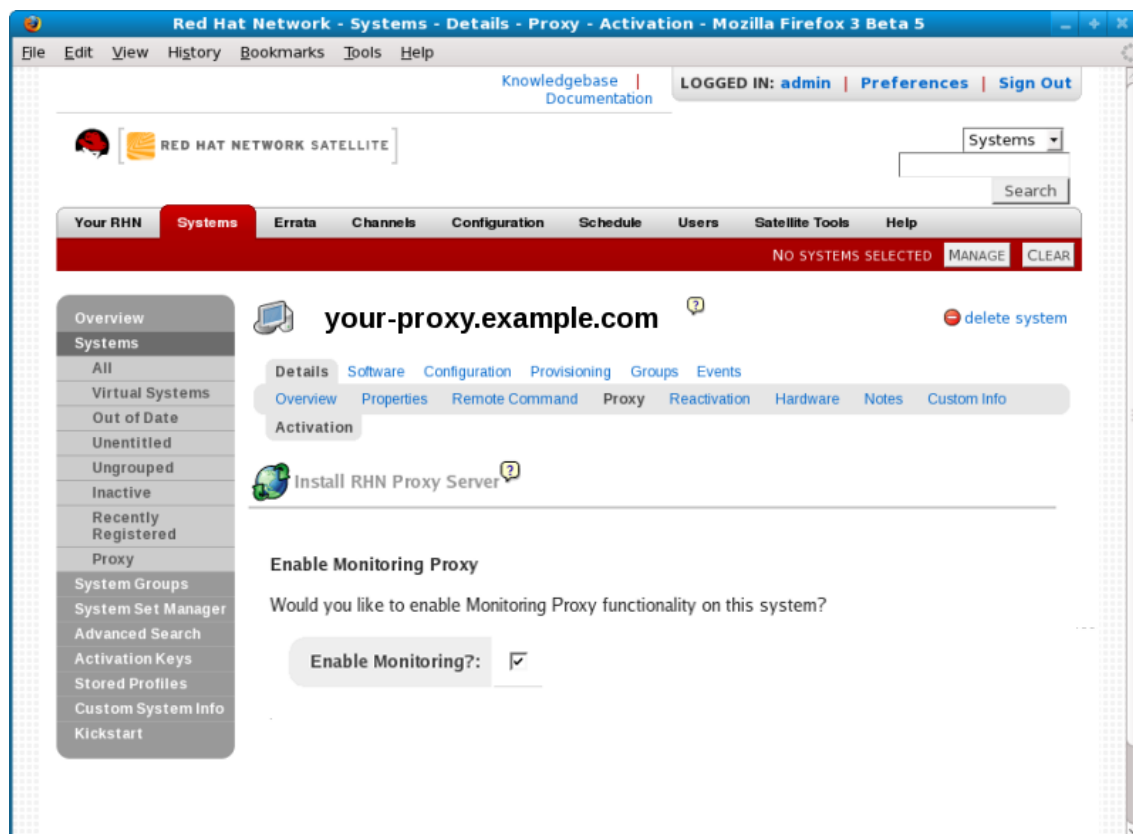 Red Hat Network - Systems - Details - Proxy - Activation - Mozilla Firefox 3 Beta 5
File Edit View History Bookmarks Tools Help
Knowledgebase |
Documentation
LOGGED IN: admin | Preferences | Sign Out
RED HAT NETWORK SATELLITE
Systems
Search
Your RHN Systems Errata Channels Configuration Schedule Users Satellite Tools Help
NO SYSTEMS SELECTED MANAGE CLEAR
Overview
Systems
All
Virtual Systems
Out of Date
Unentitled
Ungrouped
Inactive
Recently
Registered
Proxy
System Groups
System Set Manager
Advanced Search
Activation Keys
Stored Profiles
Custom System Info
Kickstart
your-proxy.example.com ?
delete system
Details Software Configuration Provisioning Groups Events
Overview Properties Remote Command Proxy Reactivation Hardware Notes Custom Info
Activation
Install RHN Proxy Server ?
Enable Monitoring Proxy
Would you like to enable Monitoring Proxy functionality on this system?
Enable Monitoring?: